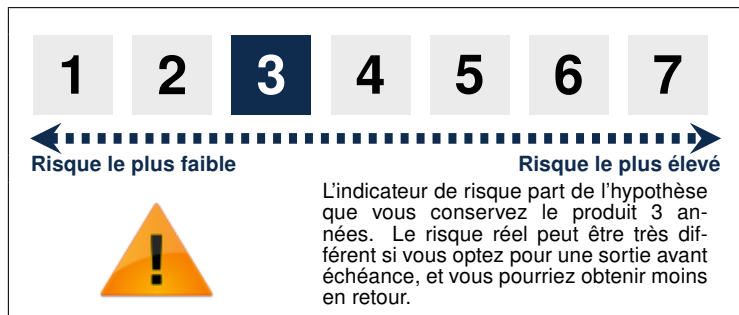 1 2 3 4 5 6 7
Risque le plus faible Risque le plus élevé
L'indicateur de risque part de l'hypothèse
que vous conservez le produit 3 an-
nées. Le risque réel peut être très dif-
férent si vous optez pour une sortie avant
échéance, et vous pourriez obtenir moins
en retour.